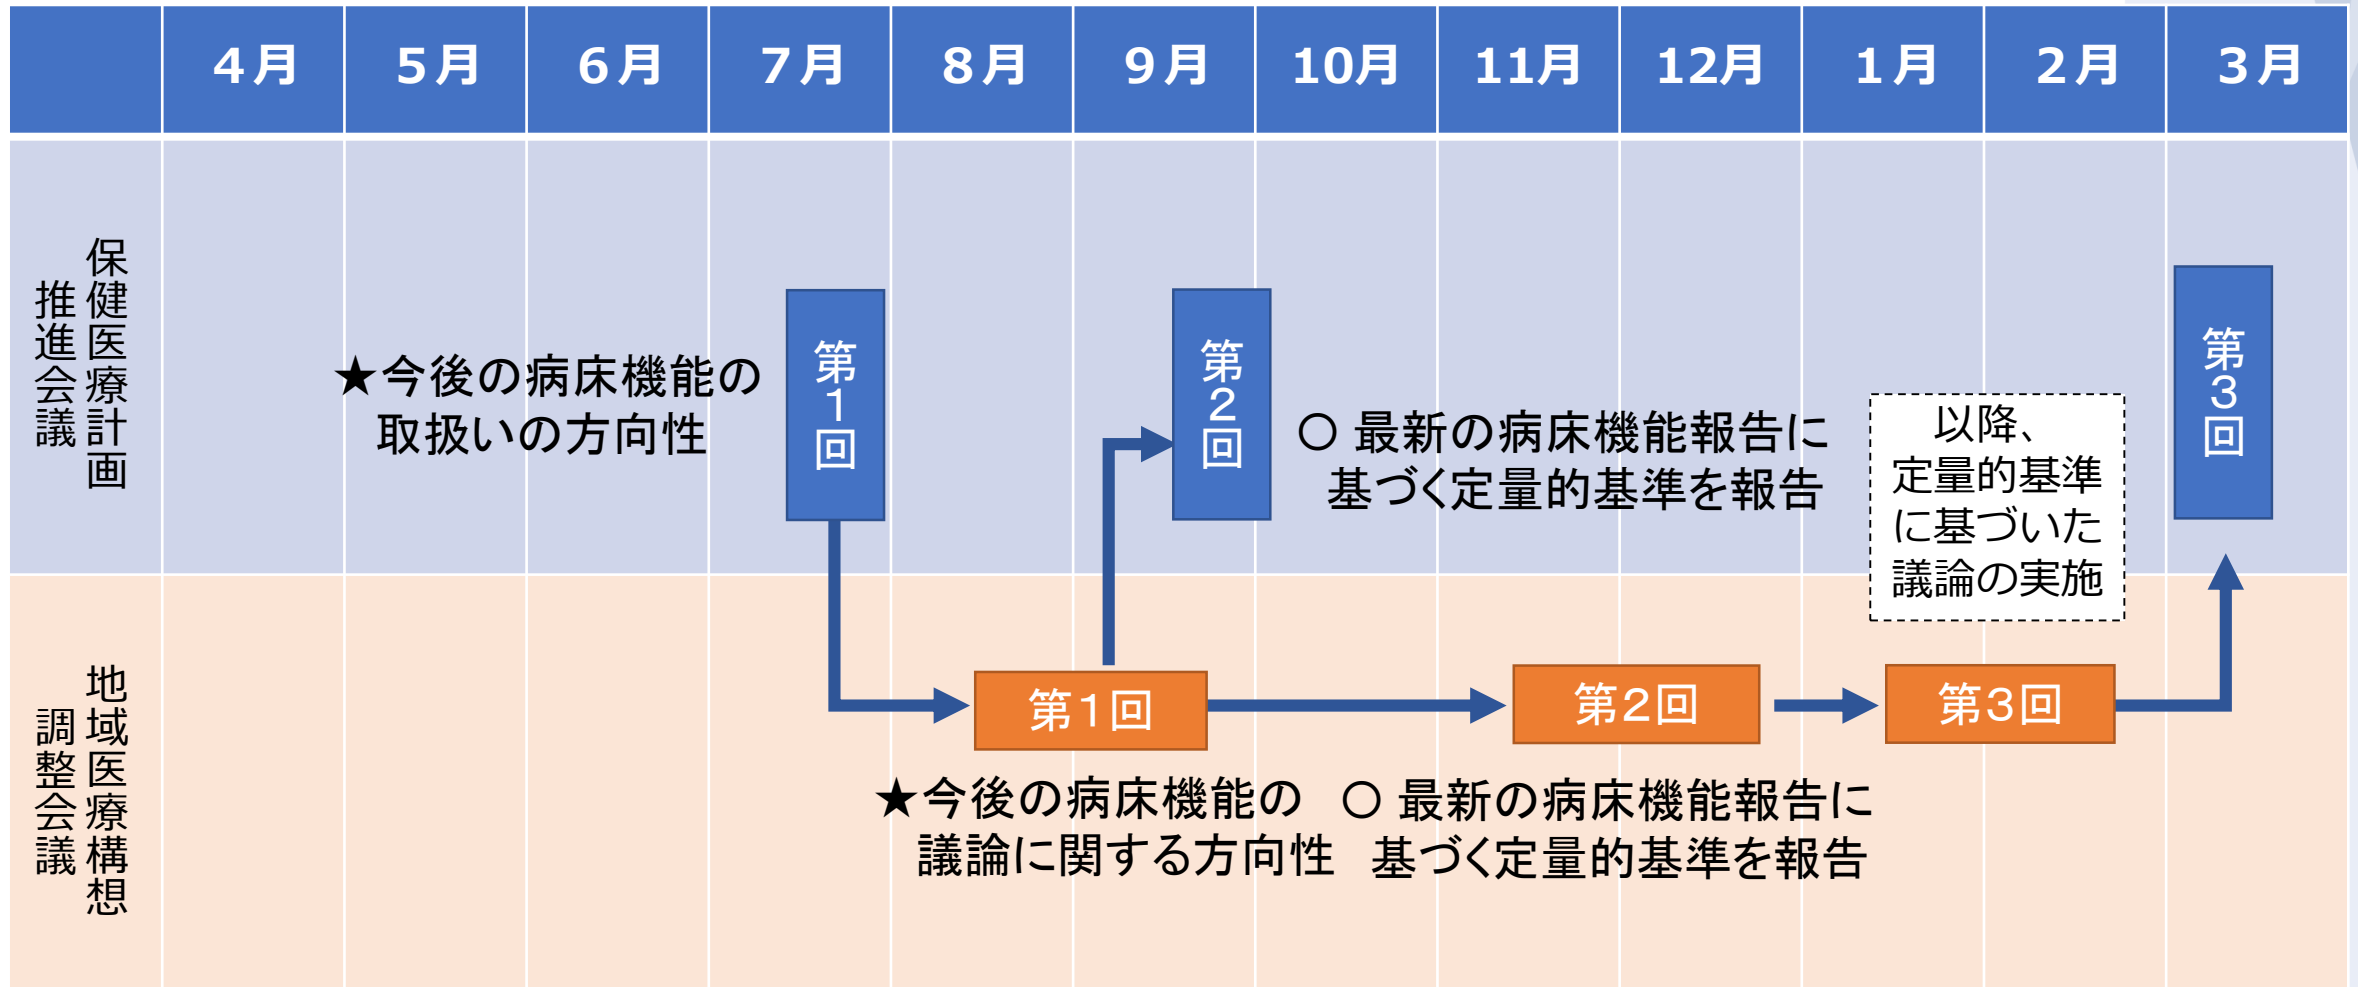 ４月
５月
６月
７月
８月
９月
10月
11月
12月
１月
２月
３月
保健医療計画
推進会議
★今後の病床機能の
取扱いの方向性
第１回
第２回
〇 最新の病床機能報告に
基づく定量的基準を報告
以降、
定量的基準
に基づいた
議論の実施
第３回
地域医療構想
調整会議
第１回
第２回
第３回
★今後の病床機能の
議論に関する方向性
〇 最新の病床機能報告に
基づく定量的基準を報告